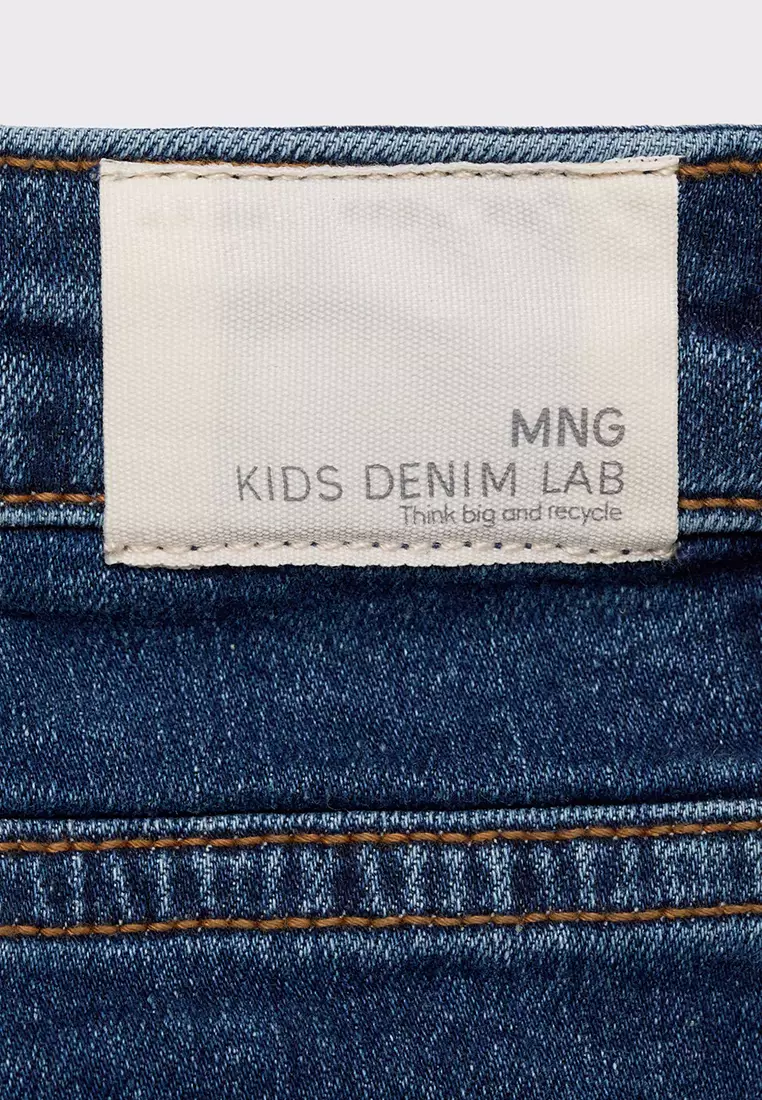 MNG
KIDS DENIM LAB
Think big and recycle